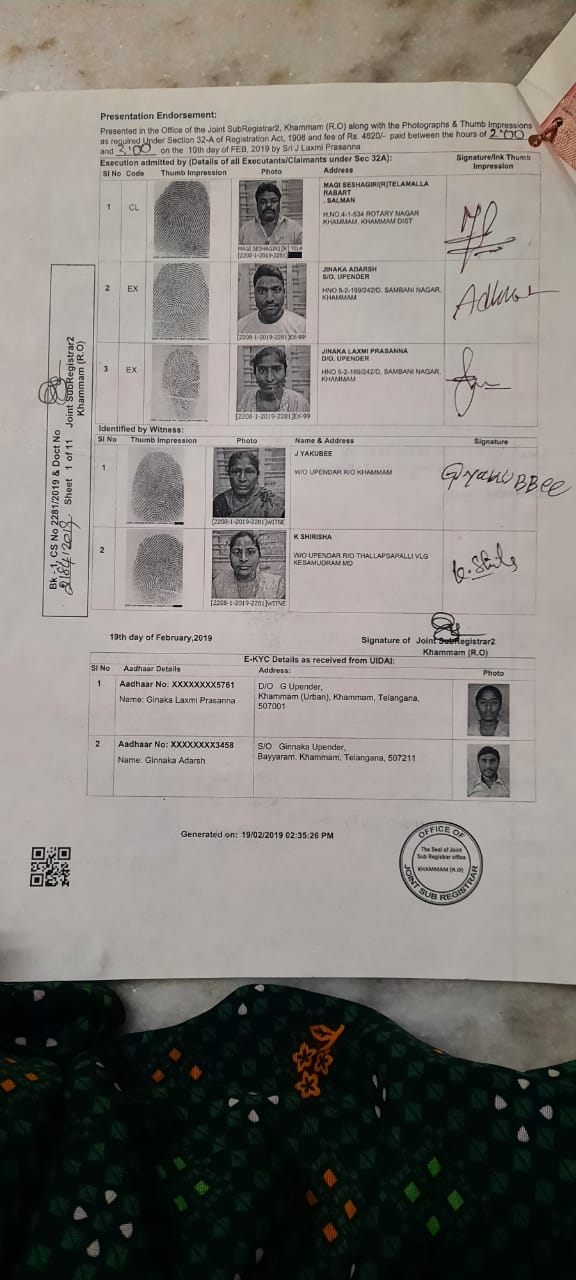 Presentation Endorsement:
Presented in the Office of the Joint SubRegistrar2, Khammam (R.O) along with the Photographs & Thumb Impressions
as required Under Section 32-A of Registration Act, 1908 and fee of Rs. 4620/- paid between the hours of 2:00
and 3:00 on the 19th day of FEB, 2019 by Sri J Laxmi Prasanna
Execution admitted by (Details of all Executants/Claimants under Sec 32A):
Signature/Ink Thumb
Impression
Sl No Code Thumb Impression Photo Address
1 CL
MAGI SESHAGIRI[R]TELAMALLA
RABART
. SALMAN
H.NO.4-1-534 ROTARY NAGAR
KHAMMAM, KHAMMAM DIST
MAGI SESHAGIRI[R] TELA
[2208-1-2019-2281]
2 EX
JINAKA ADARSH
S/O. UPENDER
HNO 5-2-169/242/D, SAMBANI NAGAR,
KHAMMAM
Adharsh
[2208-1-2019-2281]EX-99
3 EX
JINAKA LAXMI PRASANNA
D/O. UPENDER
HNO 5-2-169/242/D, SAMBANI NAGAR,
KHAMMAM
[2208-1-2019-2281]EX-99
Identified by Witness:
Sl No Thumb Impression Photo Name & Address Signature
1
J YAKUBEE
W/O UPENDAR R/O KHAMMAM
[2208-1-2019-2281]WITNE
2
K SHIRISHA
W/O UPENDAR R/O THALLAPSAPALLI VLG
KESAMUDRAM MD
[2208-1-2019-2281]WITNE
Bk - 1, CS No 2281/2019 & Doct No
Sheet 1 of 11 Joint SubRegistrar2
Khammam (R.O)
19th day of February,2019
Signature of Joint SubRegistrar2
Khammam (R.O)
E-KYC Details as received from UIDAI:
Sl No Aadhaar Details Address: Photo
1 Aadhaar No: XXXXXXXX5761
Name: Ginaka Laxmi Prasanna
D/O G Upender,
Khammam (Urban), Khammam, Telangana,
507001
2 Aadhaar No: XXXXXXXX3458
Name: Ginnaka Adarsh
S/O Ginnaka Upender,
Bayyaram, Khammam, Telangana, 507211
Generated on: 19/02/2019 02:35:26 PM
OFFICE OF
The Seal of Joint
Sub Registrar office
KHAMMAM (R.O)
JOINT SUB REGISTRAR